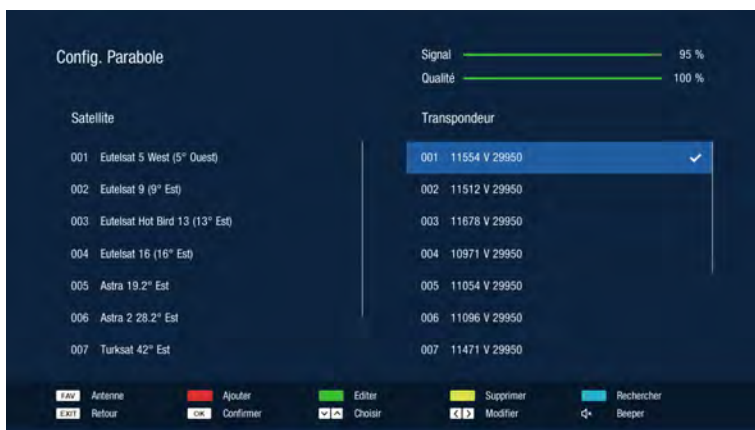 Config. Parabole
Signal 95 %
Qualité 100 %
Satellite
001 Eutelsat 5 West (5° Ouest)
002 Eutelsat 9 (9° Est)
003 Eutelsat Hot Bird 13 (13° Est)
004 Eutelsat 16 (16° Est)
005 Astra 19.2° Est
006 Astra 2 28.2° Est
007 Turksat 42° Est
Transpondeur
001 11554 V 29950
002 11512 V 29950
003 11678 V 29950
004 10971 V 29950
005 11054 V 29950
006 11096 V 29950
007 11471 V 29950
FAV Antenne Ajouter Editer Supprimer Rechercher
EXIT Retour OK Confirmer Choisir Modifier Beeper